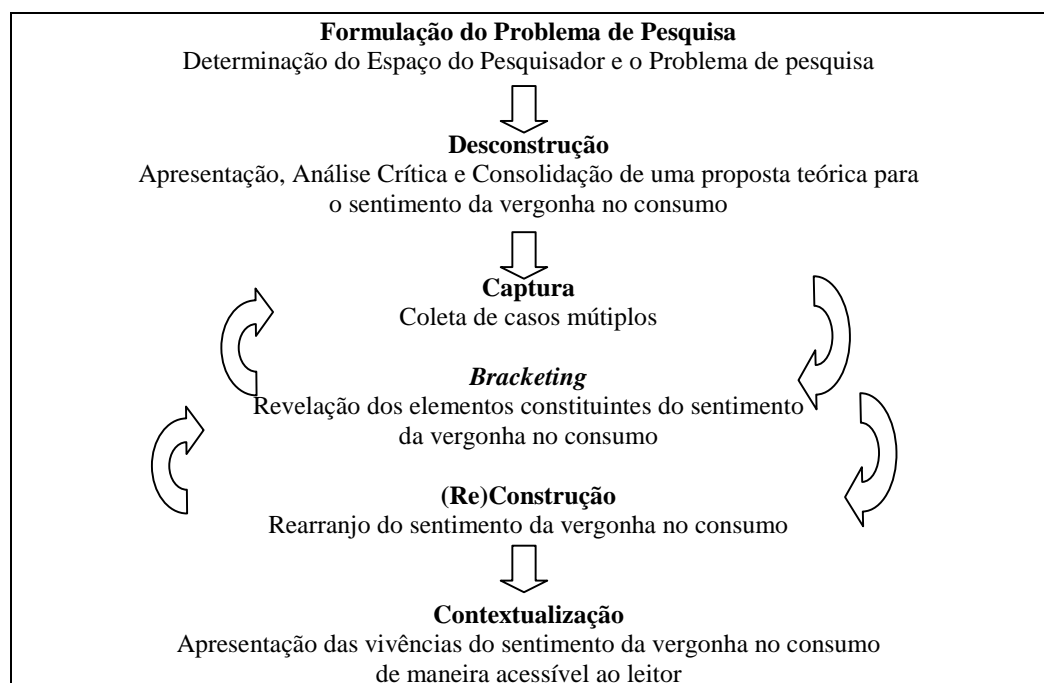 Formulação do Problema de Pesquisa
Determinação do Espaço do Pesquisador e o Problema de pesquisa
Desconstrução
Apresentação, Análise Crítica e Consolidação de uma proposta teórica para
o sentimento da vergonha no consumo
Captura
Coleta de casos mútiplos
Bracketing
Revelação dos elementos constituintes do sentimento
da vergonha no consumo
(Re)Construção
Rearranjo do sentimento da vergonha no consumo
Contextualização
Apresentação das vivências do sentimento da vergonha no consumo
de maneira acessível ao leitor